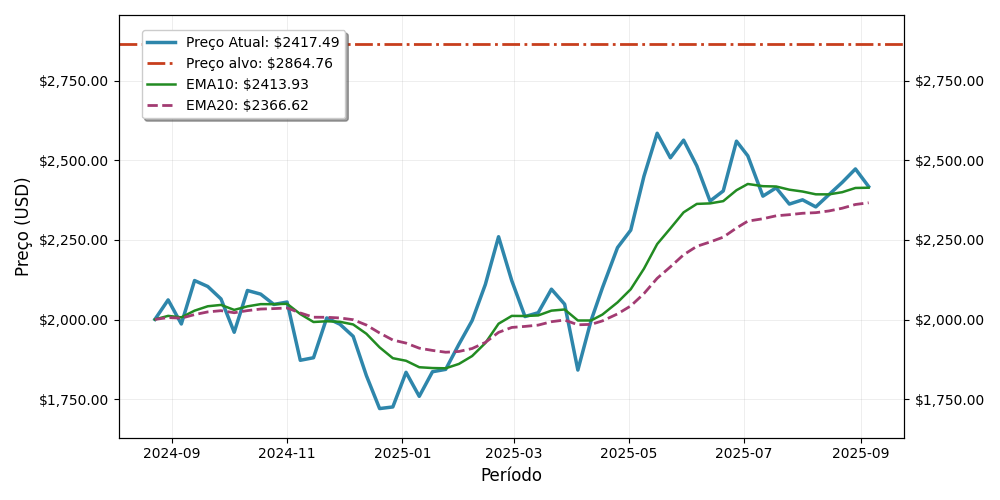 Preço Atual: $2417.49
Preço alvo: $2864.76
EMA10: $2413.93
EMA20: $2366.62
$2,750.00
$2,500.00
$2,250.00
$2,000.00
$1,750.00
Preço (USD)
$2,750.00
$2,500.00
$2,250.00
$2,000.00
$1,750.00
2024-09
2024-11
2025-01
2025-03
2025-05
2025-07
2025-09
Período